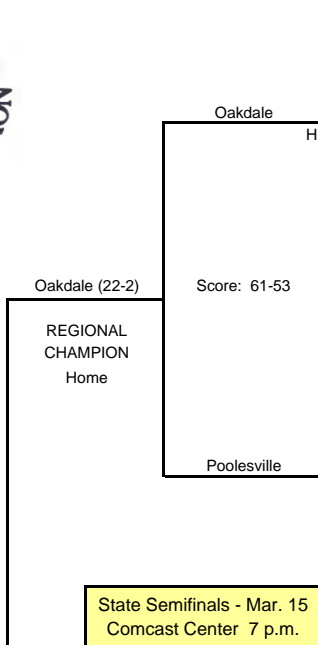 Oakdale
H
Oakdale (22-2)
Score: 61-53
REGIONAL
CHAMPION
Home
Poolesville
State Semifinals - Mar. 15
Comcast Center 7 p.m.